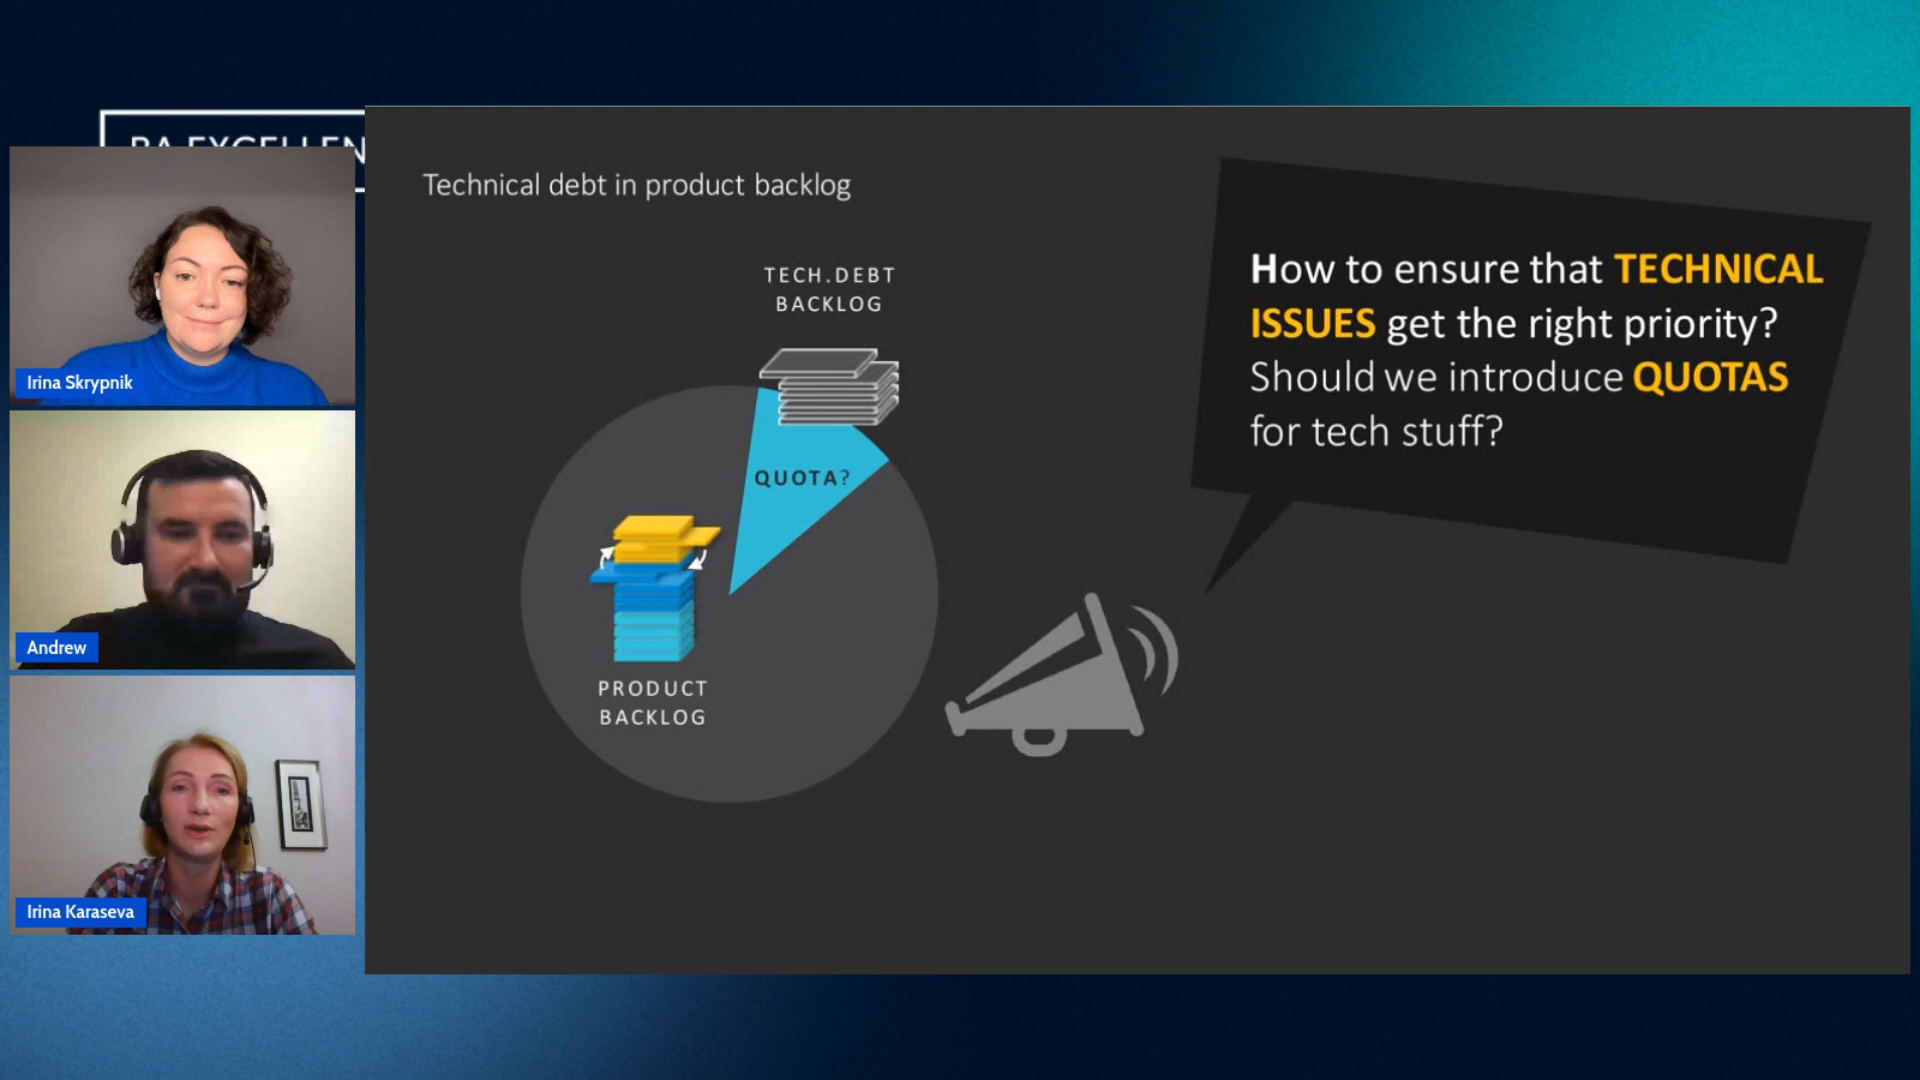 Technical debt in product backlog
TECH.DEBT
BACKLOG
QUOTA?
PRODUCT
BACKLOG
How to ensure that TECHNICAL
ISSUES get the right priority?
Should we introduce QUOTAS
for tech stuff?
Irina Skrypnik
Andrew
Irina Karaseva